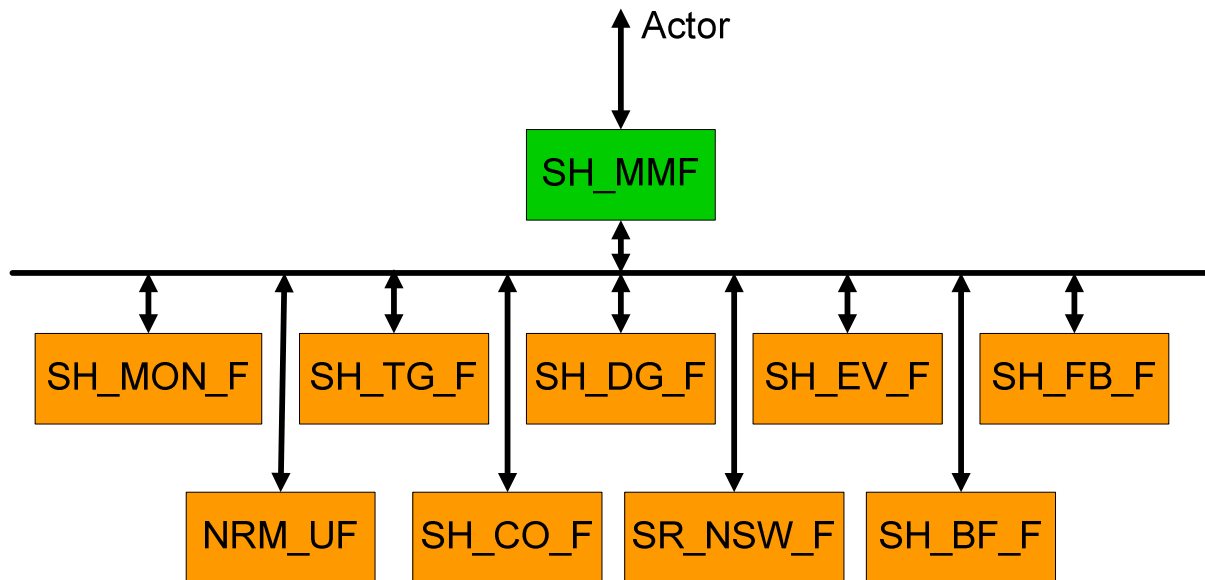 Actor
SH_MMF
SH_MON_F
SH_TG_F
SH_DG_F
SH_EV_F
SH_FB_F
NRM_UF
SH_CO_F
SR_NSW_F
SH_BF_F